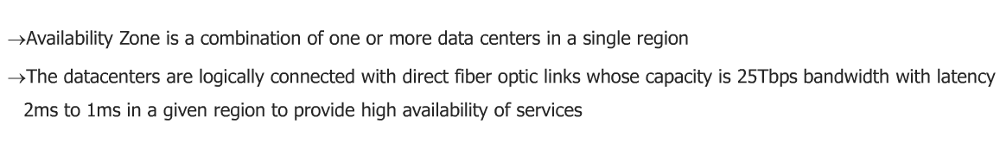 →Availability Zone is a combination of one or more data centers in a single region
→The datacenters are logically connected with direct fiber optic links whose capacity is 25Tbps bandwidth with latency
2ms to 1ms in a given region to provide high availability of services